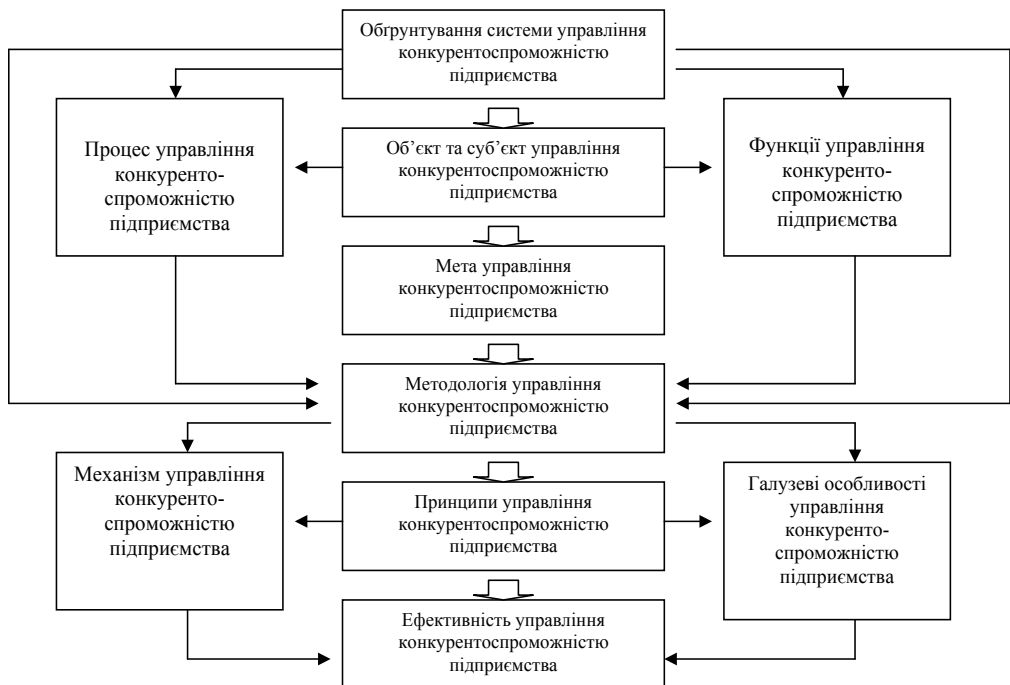 Обґрунтування системи управління
конкурентоспроможністю
підприємства
Процес управління
конкуренто-
спроможністю
підприємства
Об’єкт та суб’єкт управління
конкурентоспроможністю
підприємства
Функції управління
конкуренто-
спроможністю
підприємства
Мета управління
конкурентоспроможністю
підприємства
Методологія управління
конкурентоспроможністю
підприємства
Механізм управління
конкуренто-
спроможністю
підприємства
Принципи управління
конкурентоспроможністю
підприємства
Галузеві особливості
управління
конкуренто-
спроможністю
підприємства
Ефективність управління
конкурентоспроможністю
підприємства